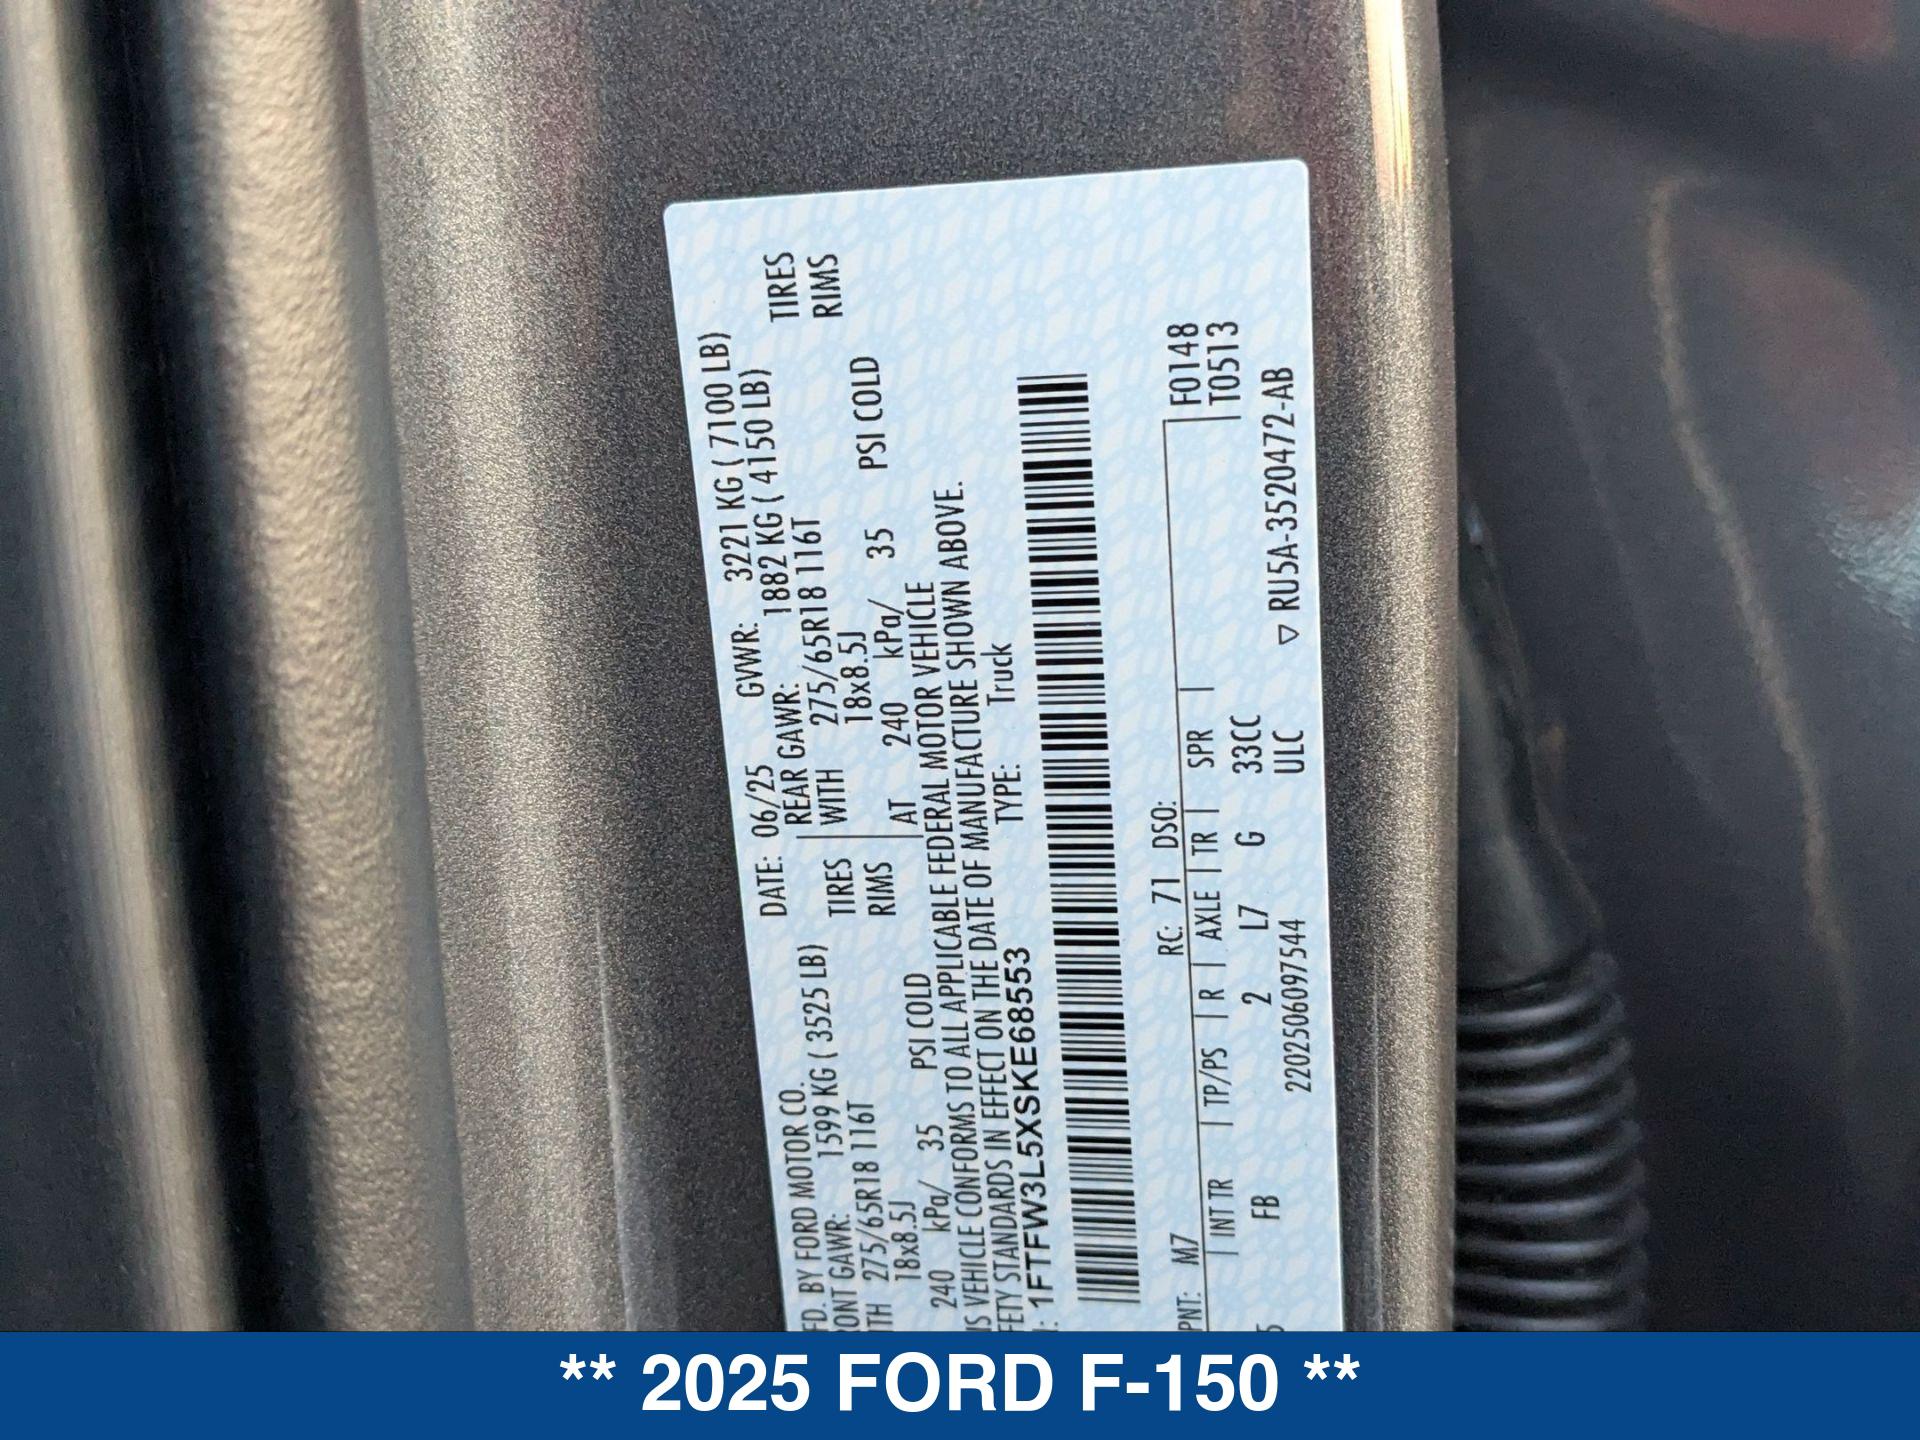 FD. BY FORD MOTOR CO. DATE: 06/25 GVWR: 3221 KG ( 7100 LB)
ONT GAWR: 1599 KG ( 3525 LB) REAR GAWR: 1882 KG ( 4150 LB)
ITH 275/65R18 116T TIRES WITH 275/65R18 116T TIRES
18x8.5J RIMS 18x8.5J RIMS
240 kPa/ 35 PSI COLD AT 240 kPa/ 35 PSI COLD
IS VEHICLE CONFORMS TO ALL APPLICABLE FEDERAL MOTOR VEHICLE
FETY STANDARDS IN EFFECT ON THE DATE OF MANUFACTURE SHOWN ABOVE.
: 1FTFW3L5XSKE68553 TYPE: Truck
F0148
PNT: M7 RC: 71 DSO: T0513
INT TR | TP/PS | R | AXLE | TR | SPR
5 FB 2 L7 G 33CC
ULC ▽ RU5A-3520472-AB
2202506097544
** 2025 FORD F-150 **